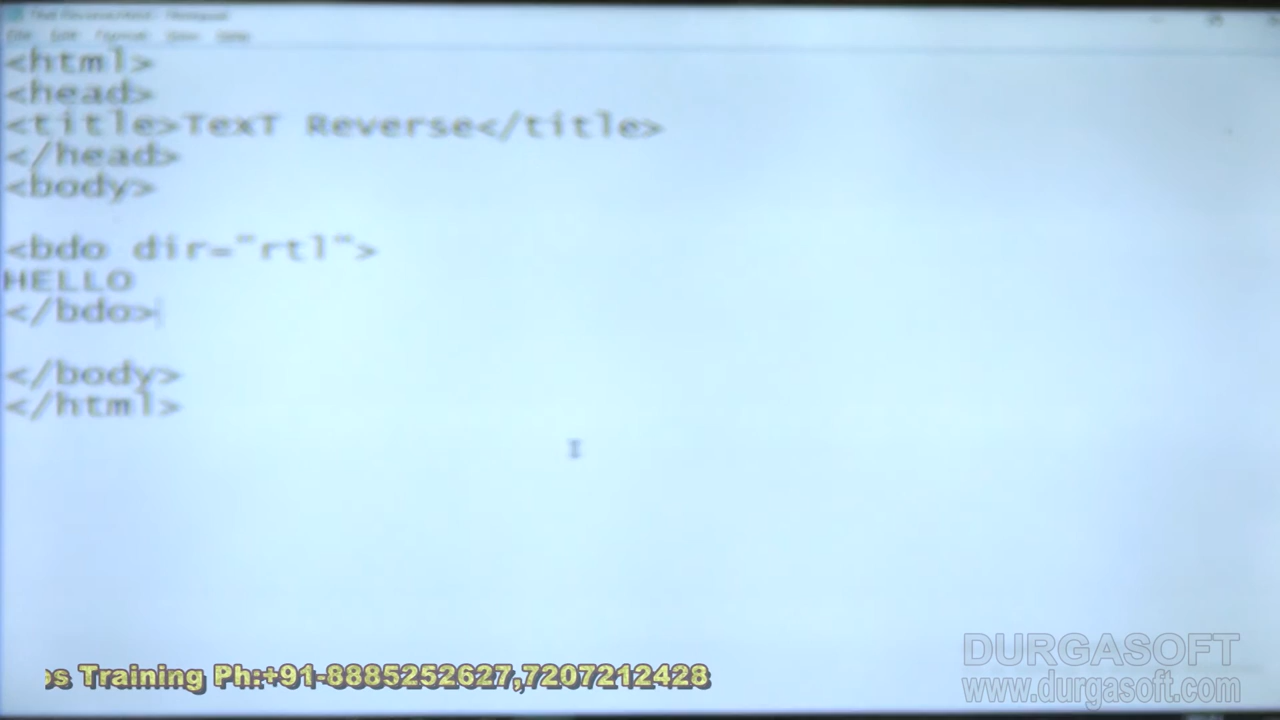 <html>
<head>
<title>TexT Reverse</title>
</head>
<body>
<bdo dir="rtl">
HELLO
</bdo>
</body>
</html>
Training Ph:+91-8885252627,7207212428
DURGASOFT
www.durgasoft.com